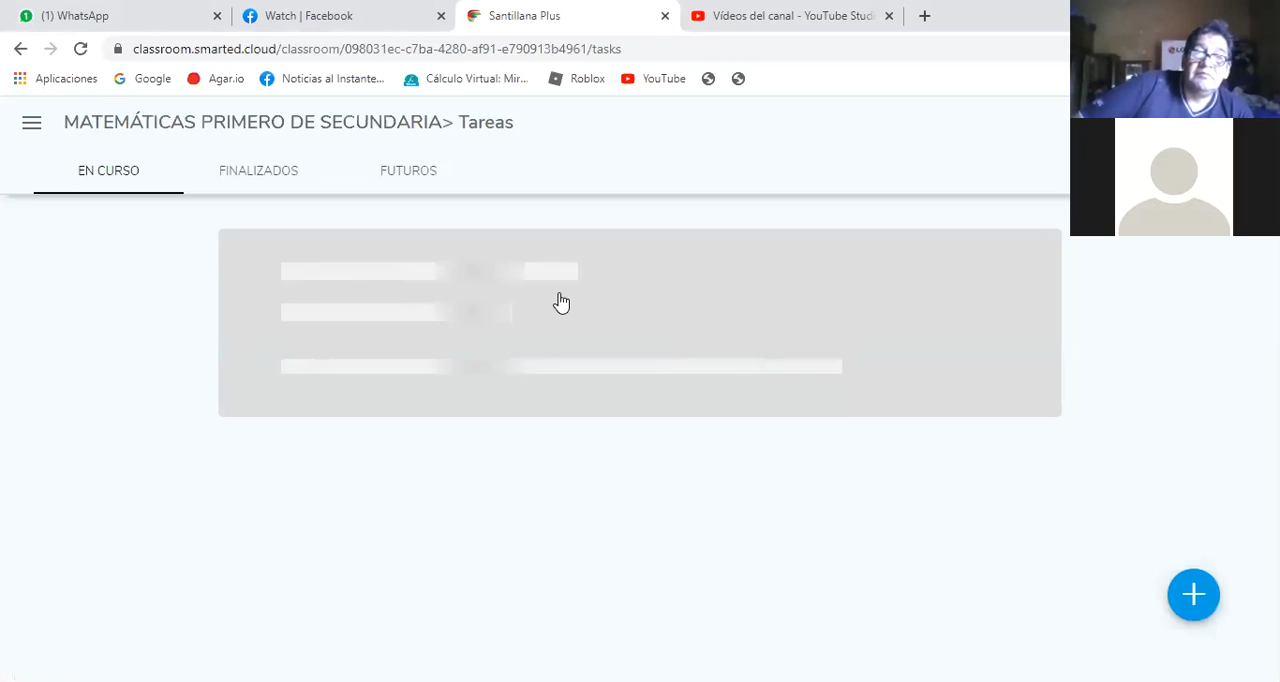 (1) WhatsApp
Watch | Facebook
Santillana Plus
Vídeos del canal - YouTube Studi
classroom.smarted.cloud/classroom/098031ec-c7ba-4280-af91-e790913b4961/tasks
Aplicaciones
Google
Agar.io
Noticias al Instante...
Cálculo Virtual: Mir...
Roblox
YouTube
MATEMÁTICAS PRIMERO DE SECUNDARIA> Tareas
EN CURSO
FINALIZADOS
FUTUROS